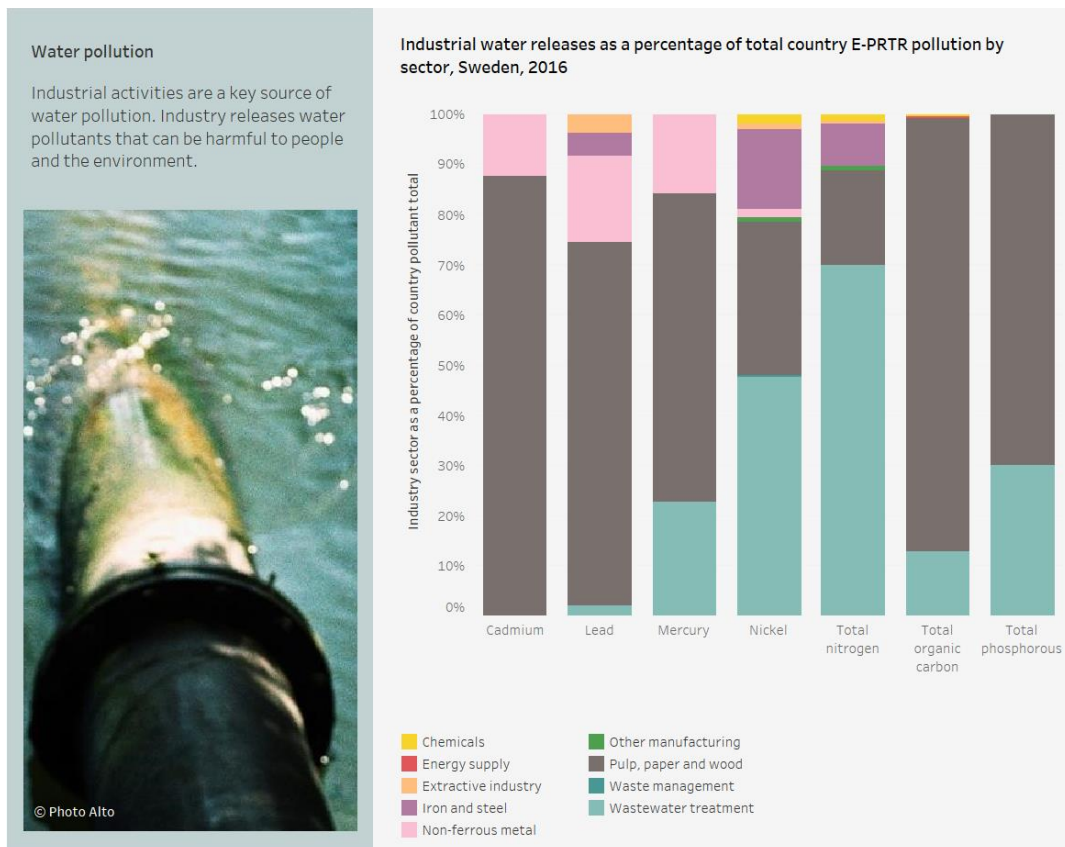 Water pollution
Industrial activities are a key source of
water pollution. Industry releases water
pollutants that can be harmful to people
and the environment.
© Photo Alto
Industrial water releases as a percentage of total country E-PRTR pollution by
sector, Sweden, 2016
Industry sector as a percentage of country pollutant total
100%
90%
80%
70%
60%
50%
40%
30%
20%
10%
0%
Cadmium
Lead
Mercury
Nickel
Total
nitrogen
Total
organic
carbon
Total
phosphorous
Chemicals
Energy supply
Extractive industry
Iron and steel
Non-ferrous metal
Other manufacturing
Pulp, paper and wood
Waste management
Wastewater treatment